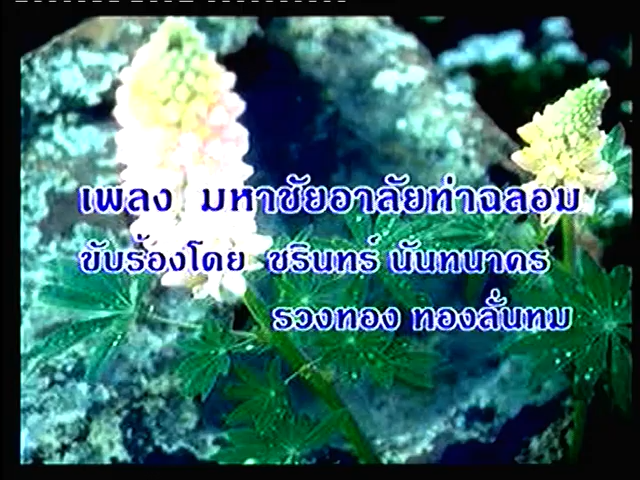 เพลง มหาชัยอาลัยท่าฉลอม
ขับร้องโดย ชรินทร์ นันทนาคร
รวงทอง ทองลั่นทม